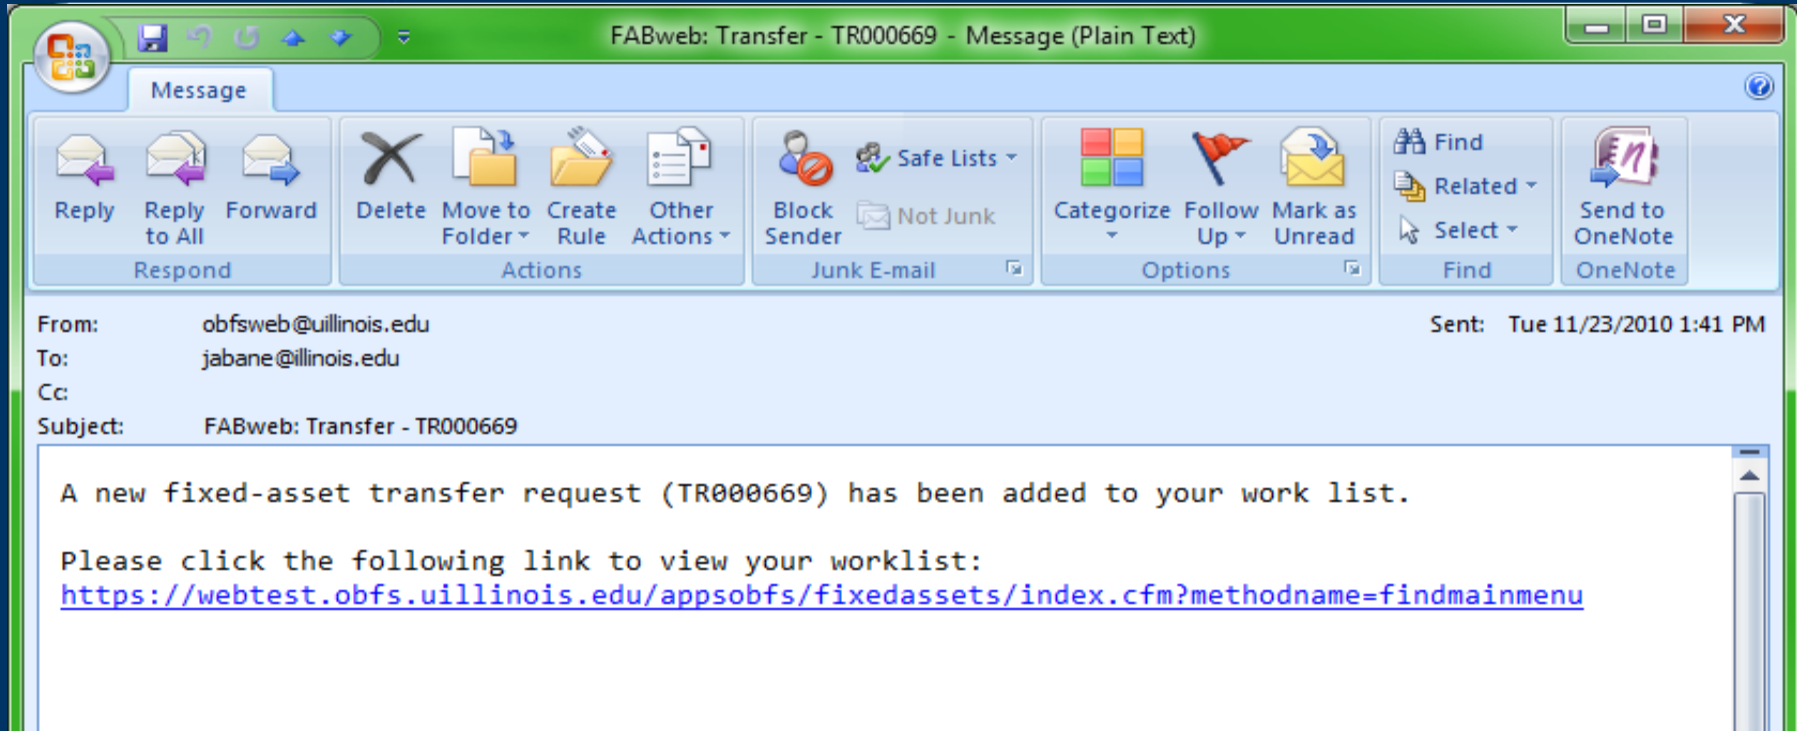 FABweb: Transfer - TR000669 - Message (Plain Text)
Message
Reply
Reply to All
Forward
Delete
Move to Folder
Create Rule
Other Actions
Block Sender
Safe Lists
Not Junk
Categorize
Follow Up
Mark as Unread
Find
Related
Select
Send to OneNote
Respond
Actions
Junk E-mail
Options
Find
OneNote
From: obfsweb@uillinois.edu
Sent: Tue 11/23/2010 1:41 PM
To: jabane@illinois.edu
Cc:
Subject: FABweb: Transfer - TR000669
A new fixed-asset transfer request (TR000669) has been added to your work list.
Please click the following link to view your worklist:
https://webtest.obfs.uillinois.edu/appsobfs/fixedassets/index.cfm?methodname=findmainmenu